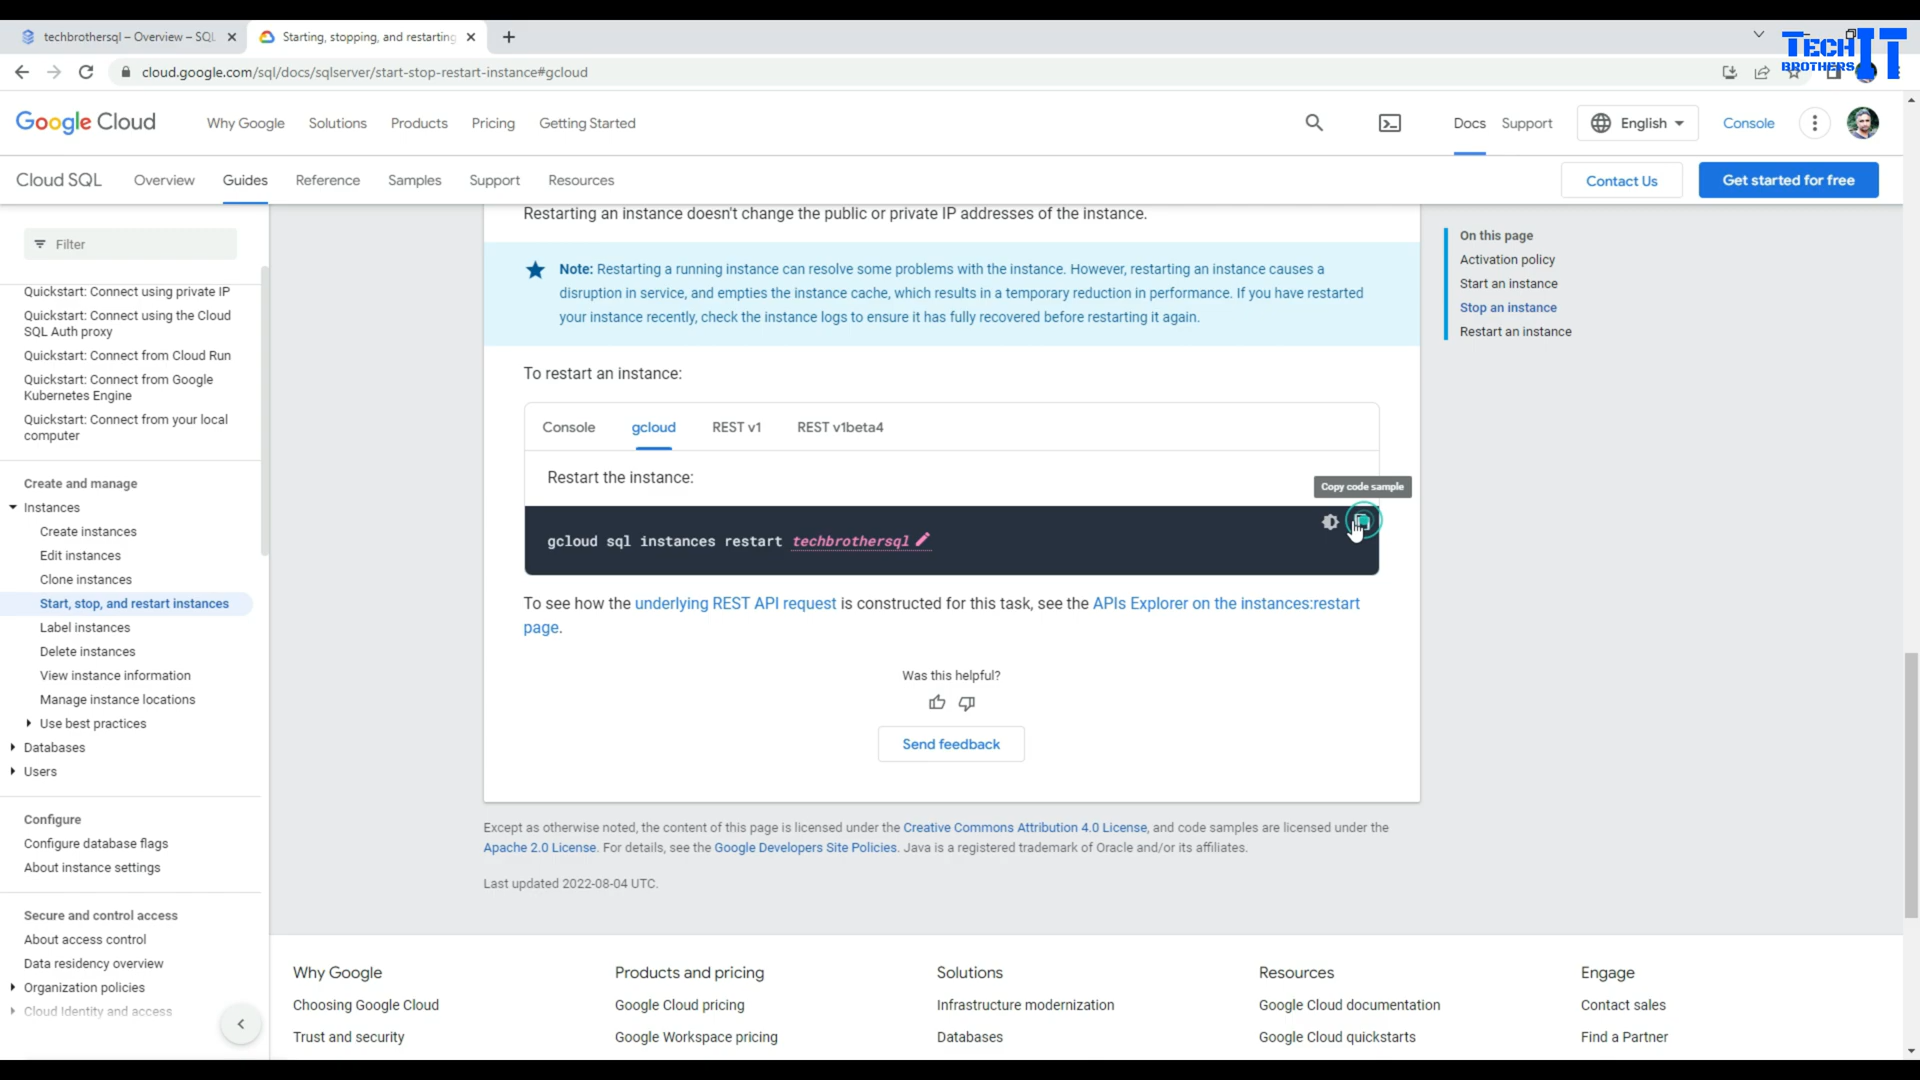 techbrothersql – Overview – SQL
Starting, stopping, and restarting
TECH IT
BROTHERS
cloud.google.com/sql/docs/sqlserver/start-stop-restart-instance#gcloud
Google Cloud
Why Google
Solutions
Products
Pricing
Getting Started
Docs
Support
English
Console
Cloud SQL
Overview
Guides
Reference
Samples
Support
Resources
Contact Us
Get started for free
Filter
Quickstart: Connect using private IP
Quickstart: Connect using the Cloud
SQL Auth proxy
Quickstart: Connect from Cloud Run
Quickstart: Connect from Google
Kubernetes Engine
Quickstart: Connect from your local
computer
Create and manage
Instances
Create instances
Edit instances
Clone instances
Start, stop, and restart instances
Label instances
Delete instances
View instance information
Manage instance locations
Use best practices
Databases
Users
Configure
Configure database flags
About instance settings
Secure and control access
About access control
Data residency overview
Organization policies
Cloud Identity and access
Restarting an instance doesn't change the public or private IP addresses of the instance.
Note: Restarting a running instance can resolve some problems with the instance. However, restarting an instance causes a
disruption in service, and empties the instance cache, which results in a temporary reduction in performance. If you have restarted
your instance recently, check the instance logs to ensure it has fully recovered before restarting it again.
To restart an instance:
Console
gcloud
REST v1
REST v1beta4
Restart the instance:
Copy code sample
gcloud sql instances restart techbrothersql
To see how the underlying REST API request is constructed for this task, see the APIs Explorer on the instances:restart
page.
Was this helpful?
Send feedback
On this page
Activation policy
Start an instance
Stop an instance
Restart an instance
Except as otherwise noted, the content of this page is licensed under the Creative Commons Attribution 4.0 License, and code samples are licensed under the
Apache 2.0 License. For details, see the Google Developers Site Policies. Java is a registered trademark of Oracle and/or its affiliates.
Last updated 2022-08-04 UTC.
Why Google
Choosing Google Cloud
Trust and security
Products and pricing
Google Cloud pricing
Google Workspace pricing
Solutions
Infrastructure modernization
Databases
Resources
Google Cloud documentation
Google Cloud quickstarts
Engage
Contact sales
Find a Partner